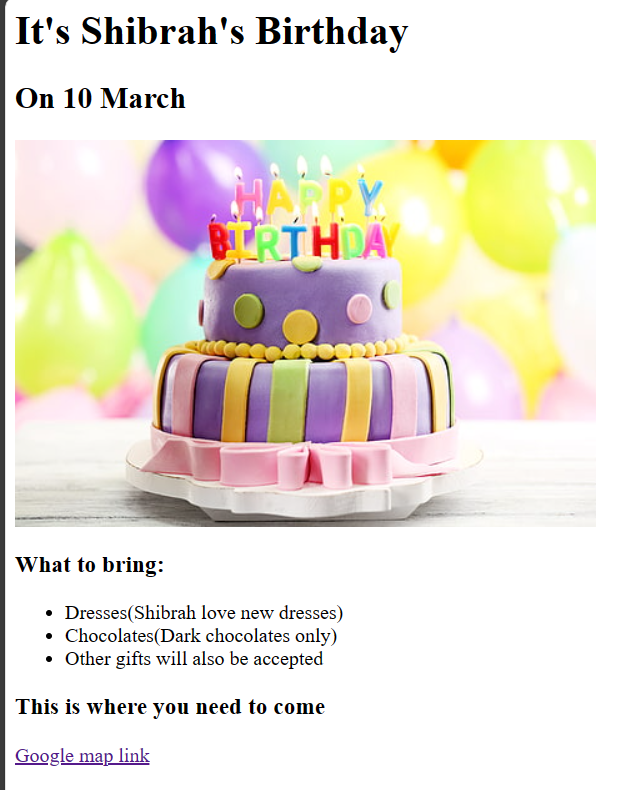 It's Shibrah's Birthday
On 10 March
HAPPY
BIRTHDAY
What to bring:
Dresses(Shibrah love new dresses)
Chocolates(Dark chocolates only)
Other gifts will also be accepted
This is where you need to come
Google map link